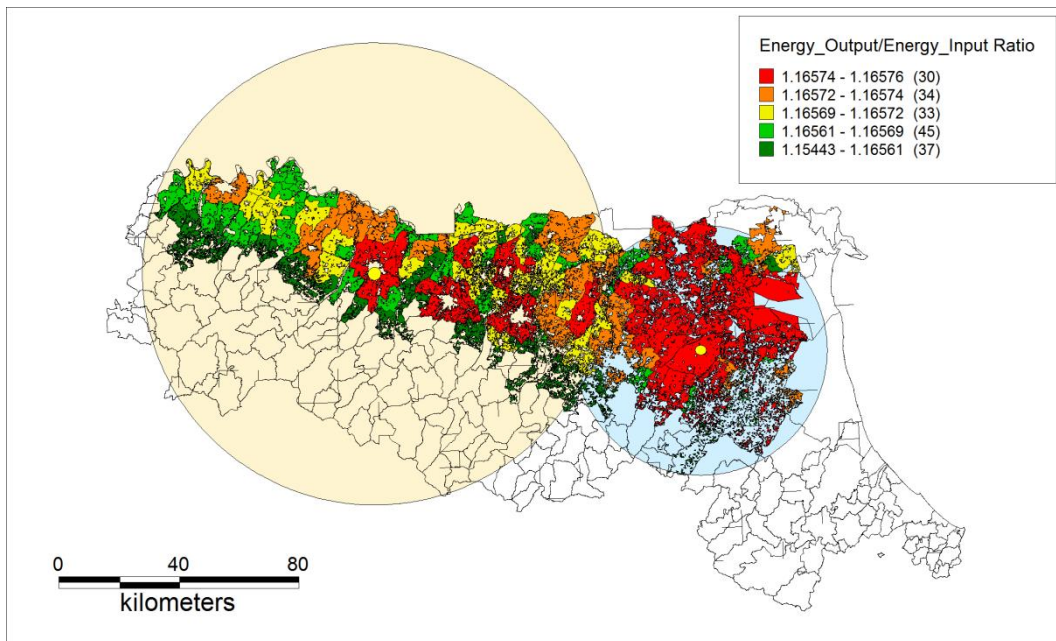 Energy_Output/Energy_Input Ratio
1.16574 - 1.16576 (30)
1.16572 - 1.16574 (34)
1.16569 - 1.16572 (33)
1.16561 - 1.16569 (45)
1.15443 - 1.16561 (37)
0 40 80
kilometers